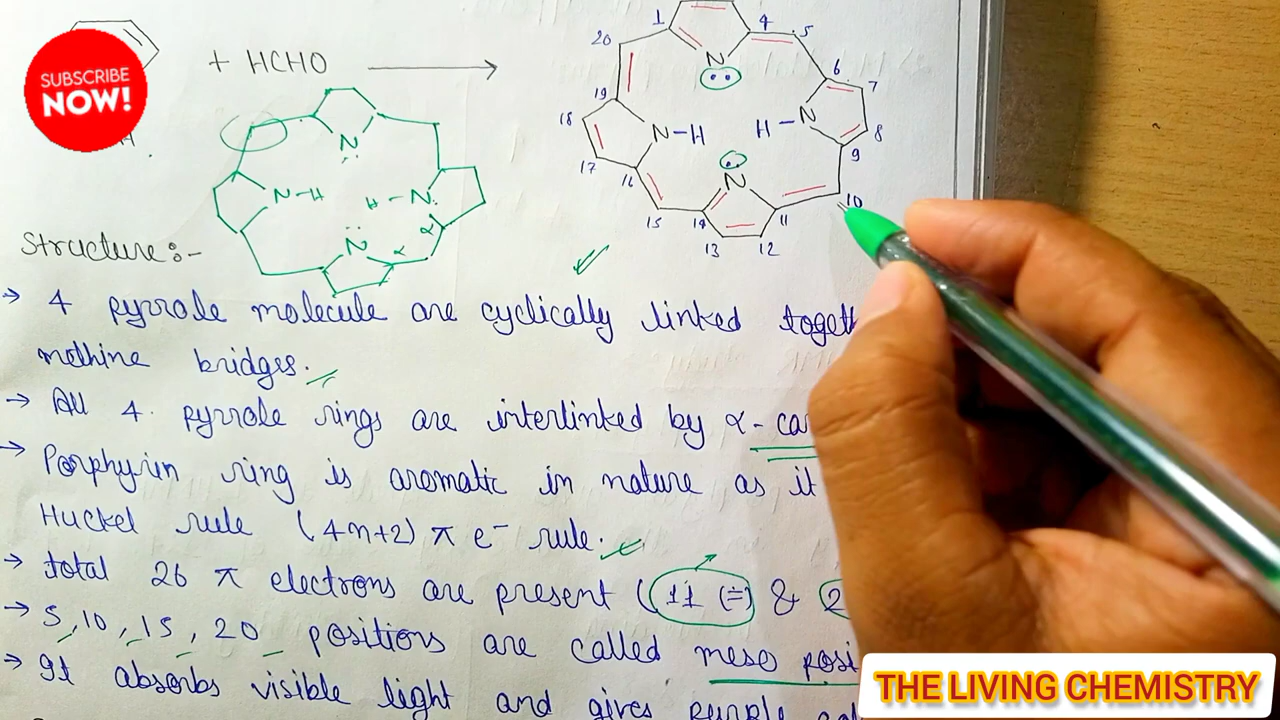 SUBSCRIBE
NOW!
+ HCHO
H
N
N-H
H-N
N
α
α
1
4
5
20
6
7
N
19
18
N-H
H-N
8
9
17
16
N
10
15
14
11
13
12
Structure:-
→ 4 pyrrole molecule are cyclically linked togeth
methine bridges.
→ All 4 pyrrole rings are interlinked by α-car
→ Porphyrin ring is aromatic in nature as it
Huckel rule (4n+2) π e⁻ rule.
→ total 26 π electrons are present (11 (=) & 2
→ 5, 10, 15, 20 positions are called meso posi
→ It absorbs visible light and gives purple col
THE LIVING CHEMISTRY